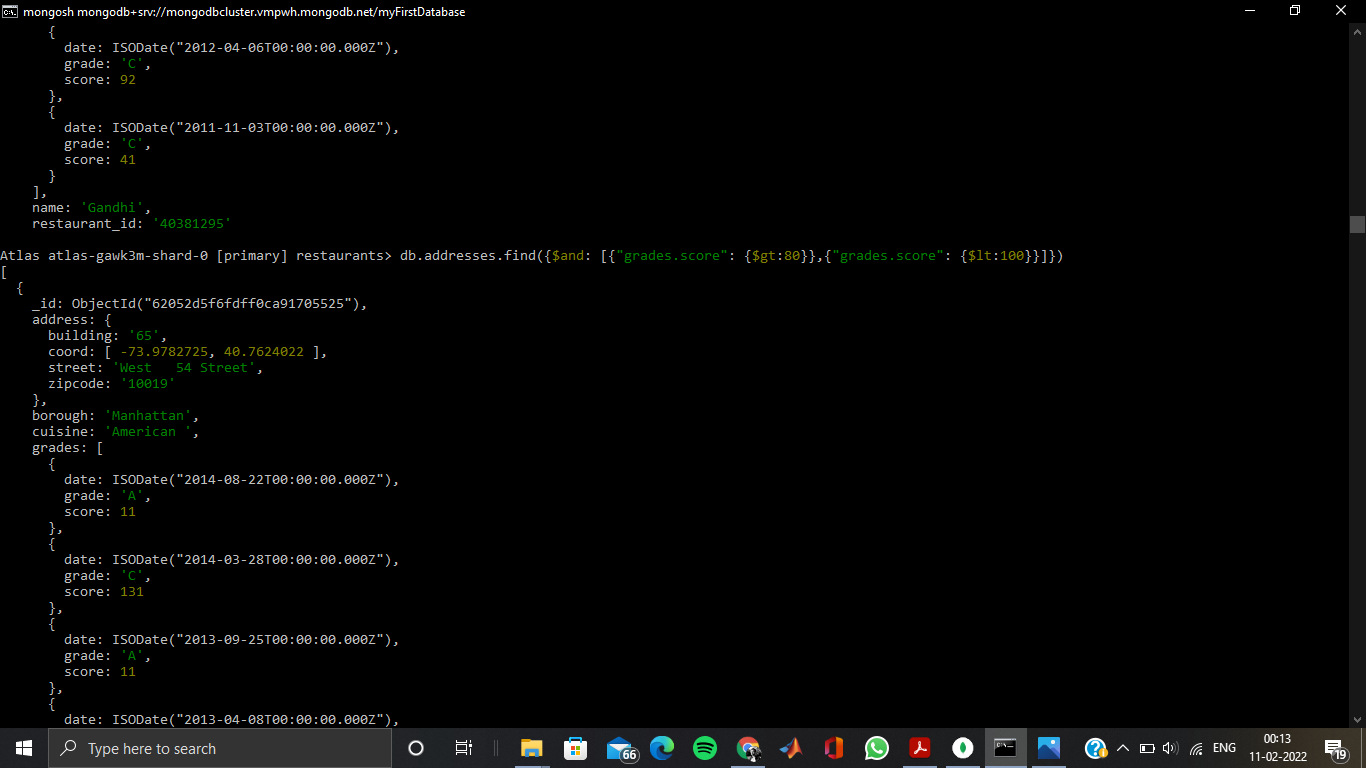 mongosh mongodb+srv://mongodbcluster.vmpwh.mongodb.net/myFirstDatabase
{
date: ISODate("2012-04-06T00:00:00.000Z"),
grade: 'C',
score: 92
},
{
date: ISODate("2011-11-03T00:00:00.000Z"),
grade: 'C',
score: 41
}
],
name: 'Gandhi',
restaurant_id: '40381295'
Atlas atlas-gawk3m-shard-0 [primary] restaurants> db.addresses.find({$and: [{"grades.score": {$gt:80}},{"grades.score": {$lt:100}}]})
[
{
_id: ObjectId("62052d5f6fdff0ca91705525"),
address: {
building: '65',
coord: [ -73.9782725, 40.7624022 ],
street: 'West   54 Street',
zipcode: '10019'
},
borough: 'Manhattan',
cuisine: 'American ',
grades: [
{
date: ISODate("2014-08-22T00:00:00.000Z"),
grade: 'A',
score: 11
},
{
date: ISODate("2014-03-28T00:00:00.000Z"),
grade: 'C',
score: 131
},
{
date: ISODate("2013-09-25T00:00:00.000Z"),
grade: 'A',
score: 11
},
{
date: ISODate("2013-04-08T00:00:00.000Z"),
Type here to search
66
ENG
00:13
11-02-2022
19